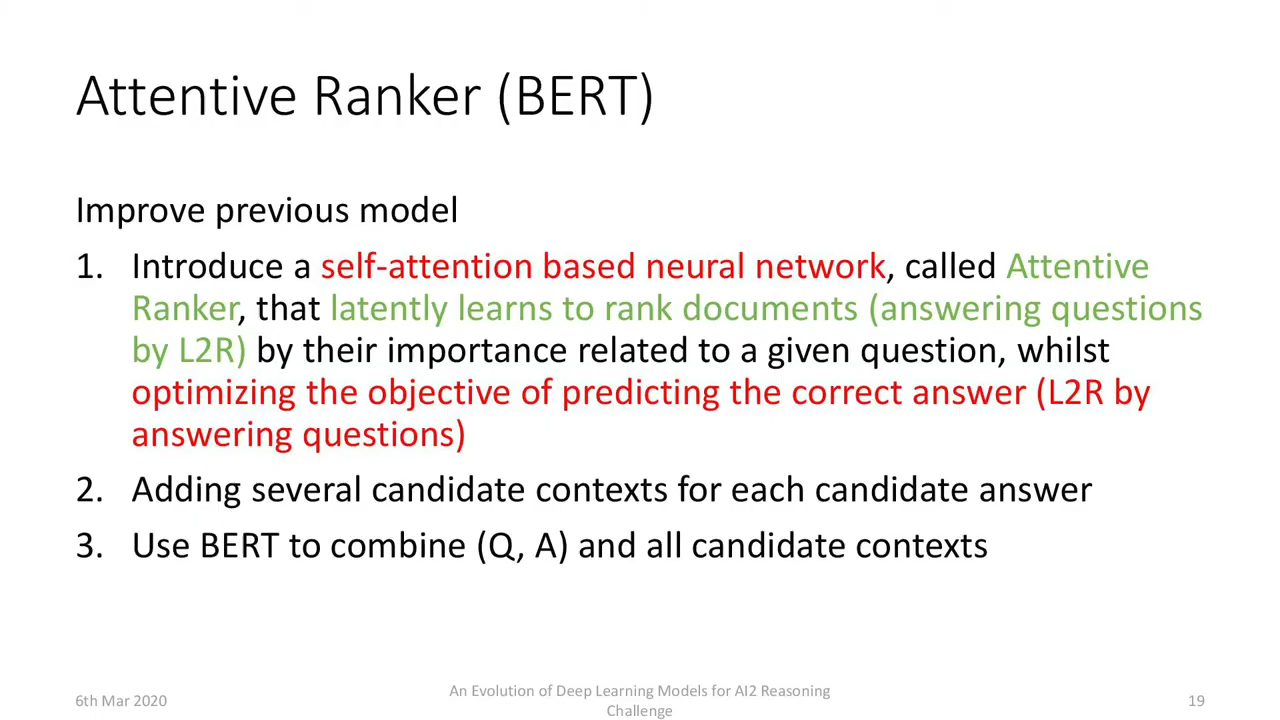 Attentive Ranker (BERT)
Improve previous model
1. Introduce a self-attention based neural network, called Attentive
Ranker, that latently learns to rank documents (answering questions
by L2R) by their importance related to a given question, whilst
optimizing the objective of predicting the correct answer (L2R by
answering questions)
2. Adding several candidate contexts for each candidate answer
3. Use BERT to combine (Q, A) and all candidate contexts
6th Mar 2020
An Evolution of Deep Learning Models for AI2 Reasoning
Challenge
19